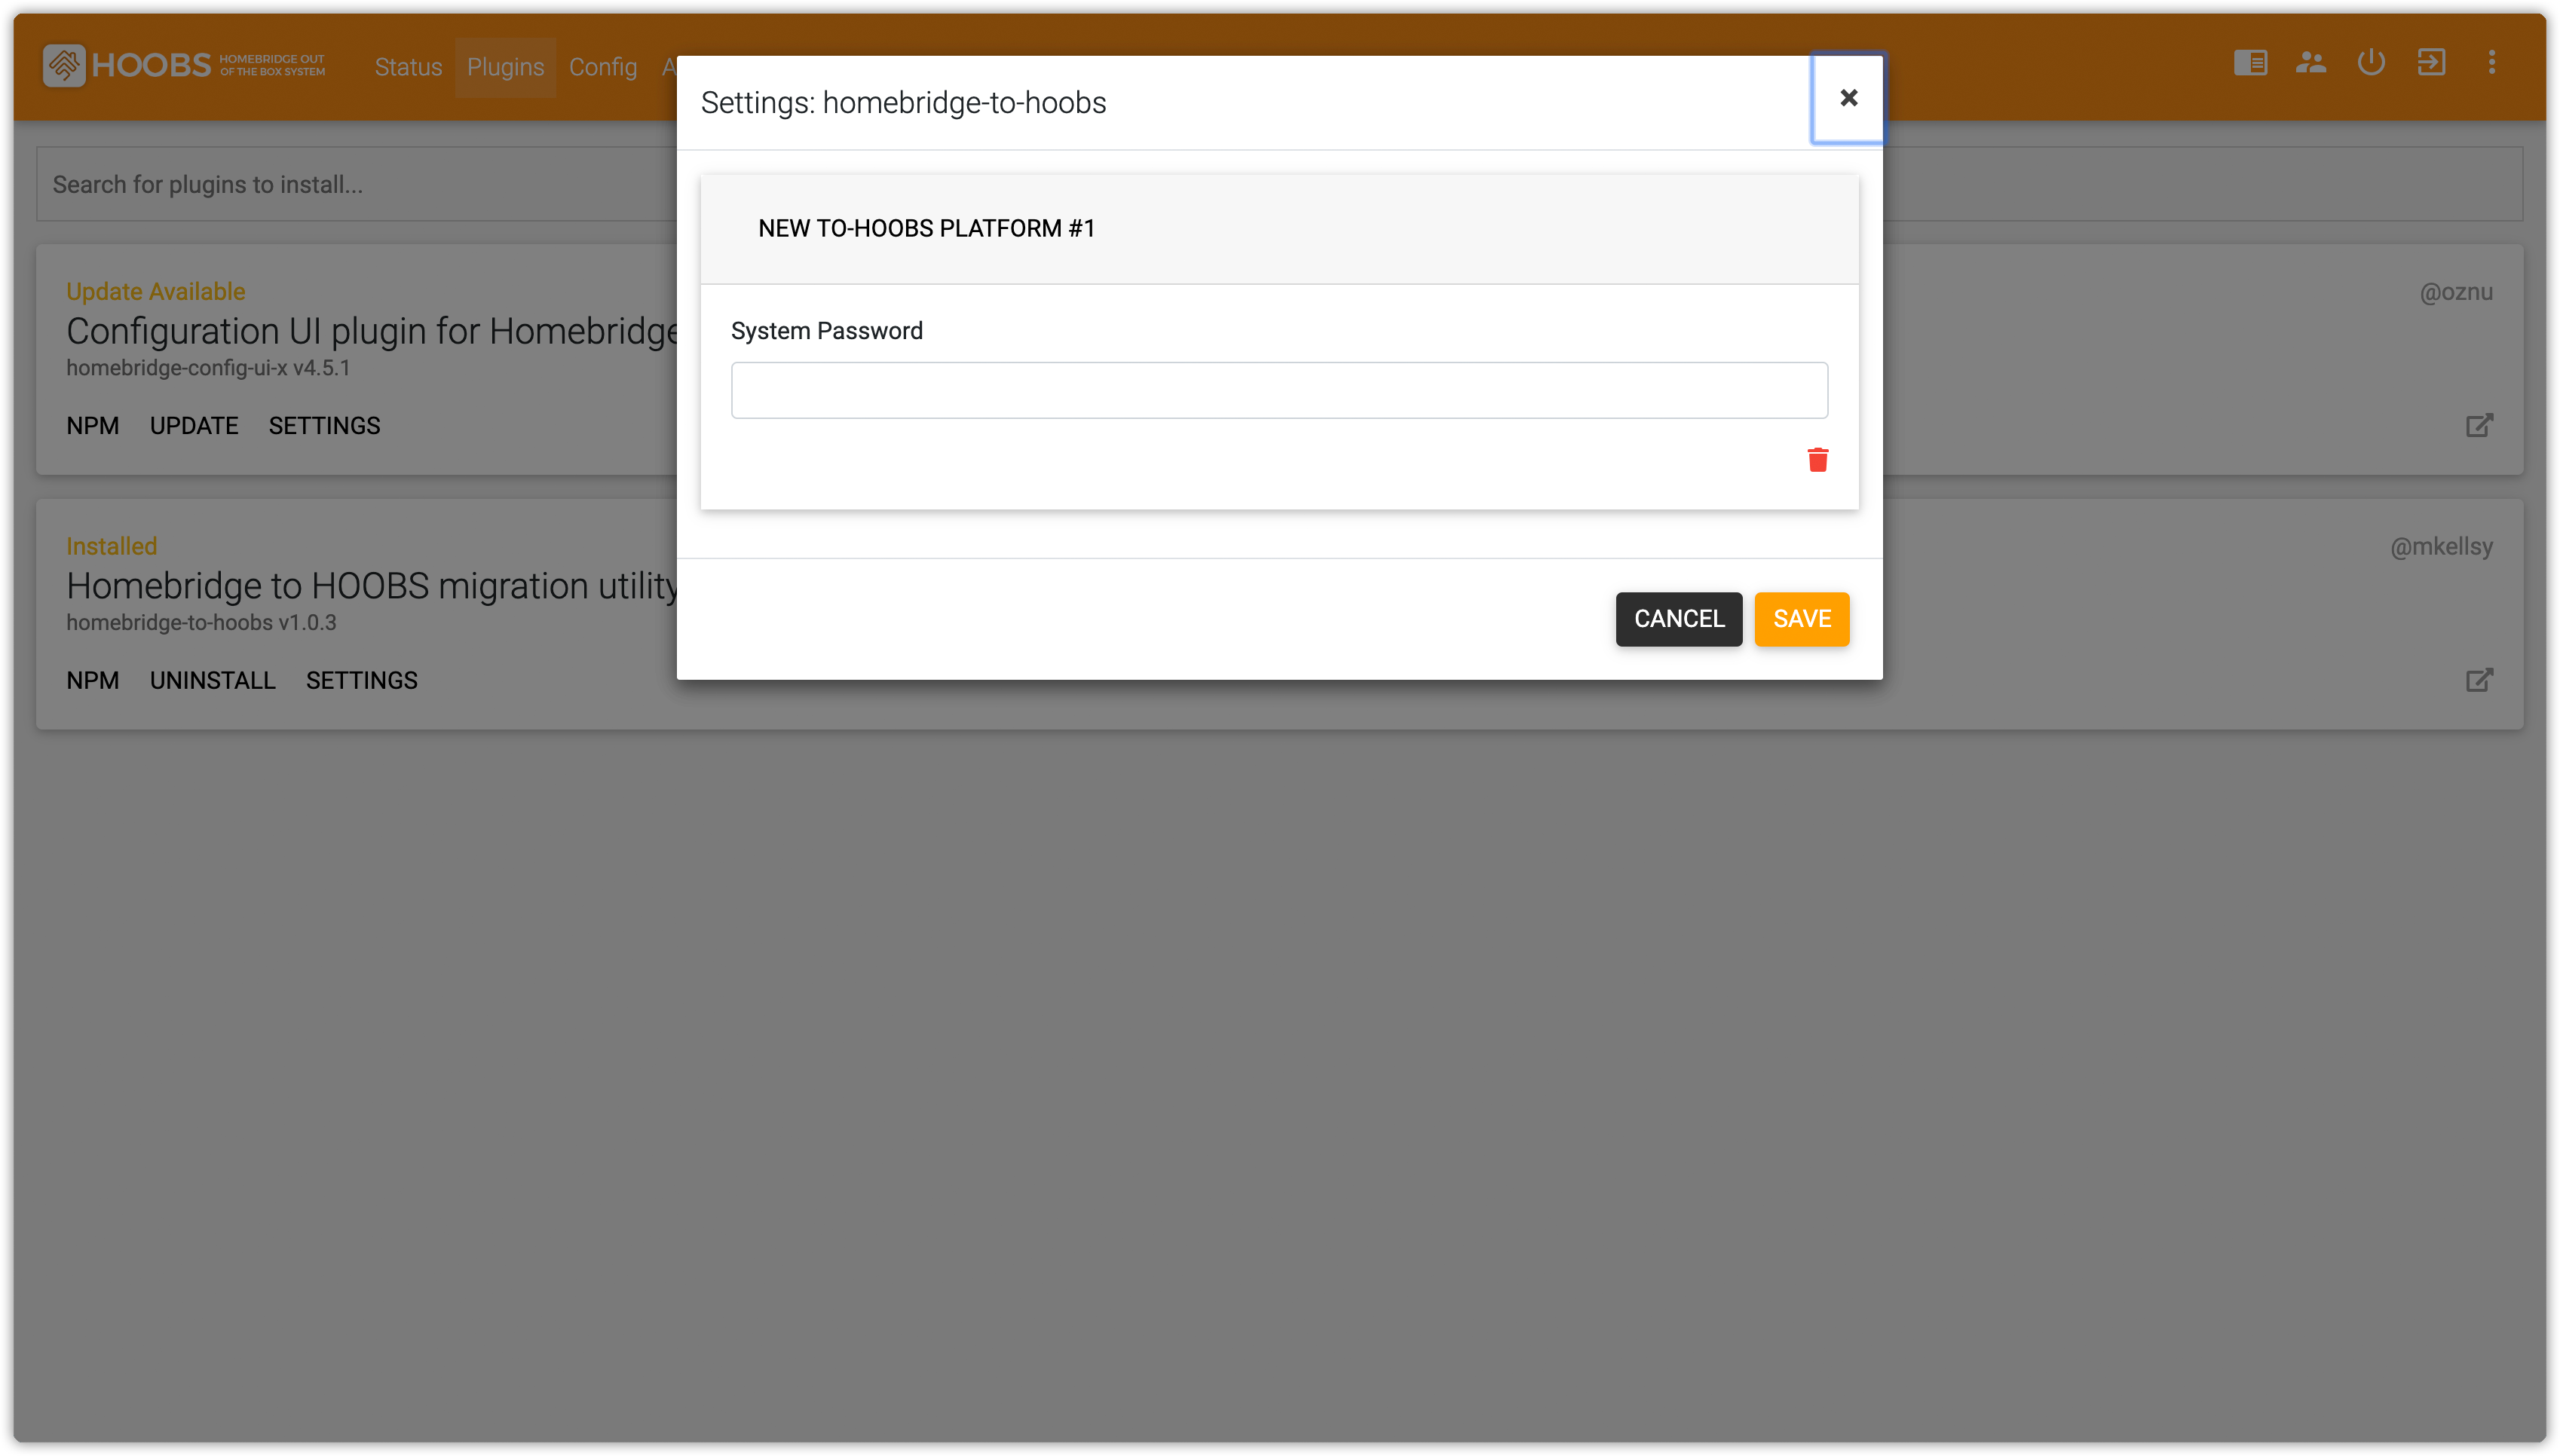 HOOBS HOMEBRIDGE OUT
OF THE BOX SYSTEM
Status Plugins Config A
Search for plugins to install...
Update Available
@oznu
Configuration UI plugin for Homebridge
homebridge-config-ui-x v4.5.1
NPM UPDATE SETTINGS
Installed
@mkellsy
Homebridge to HOOBS migration utility
homebridge-to-hoobs v1.0.3
NPM UNINSTALL SETTINGS
Settings: homebridge-to-hoobs
NEW TO-HOOBS PLATFORM #1
System Password
CANCEL SAVE